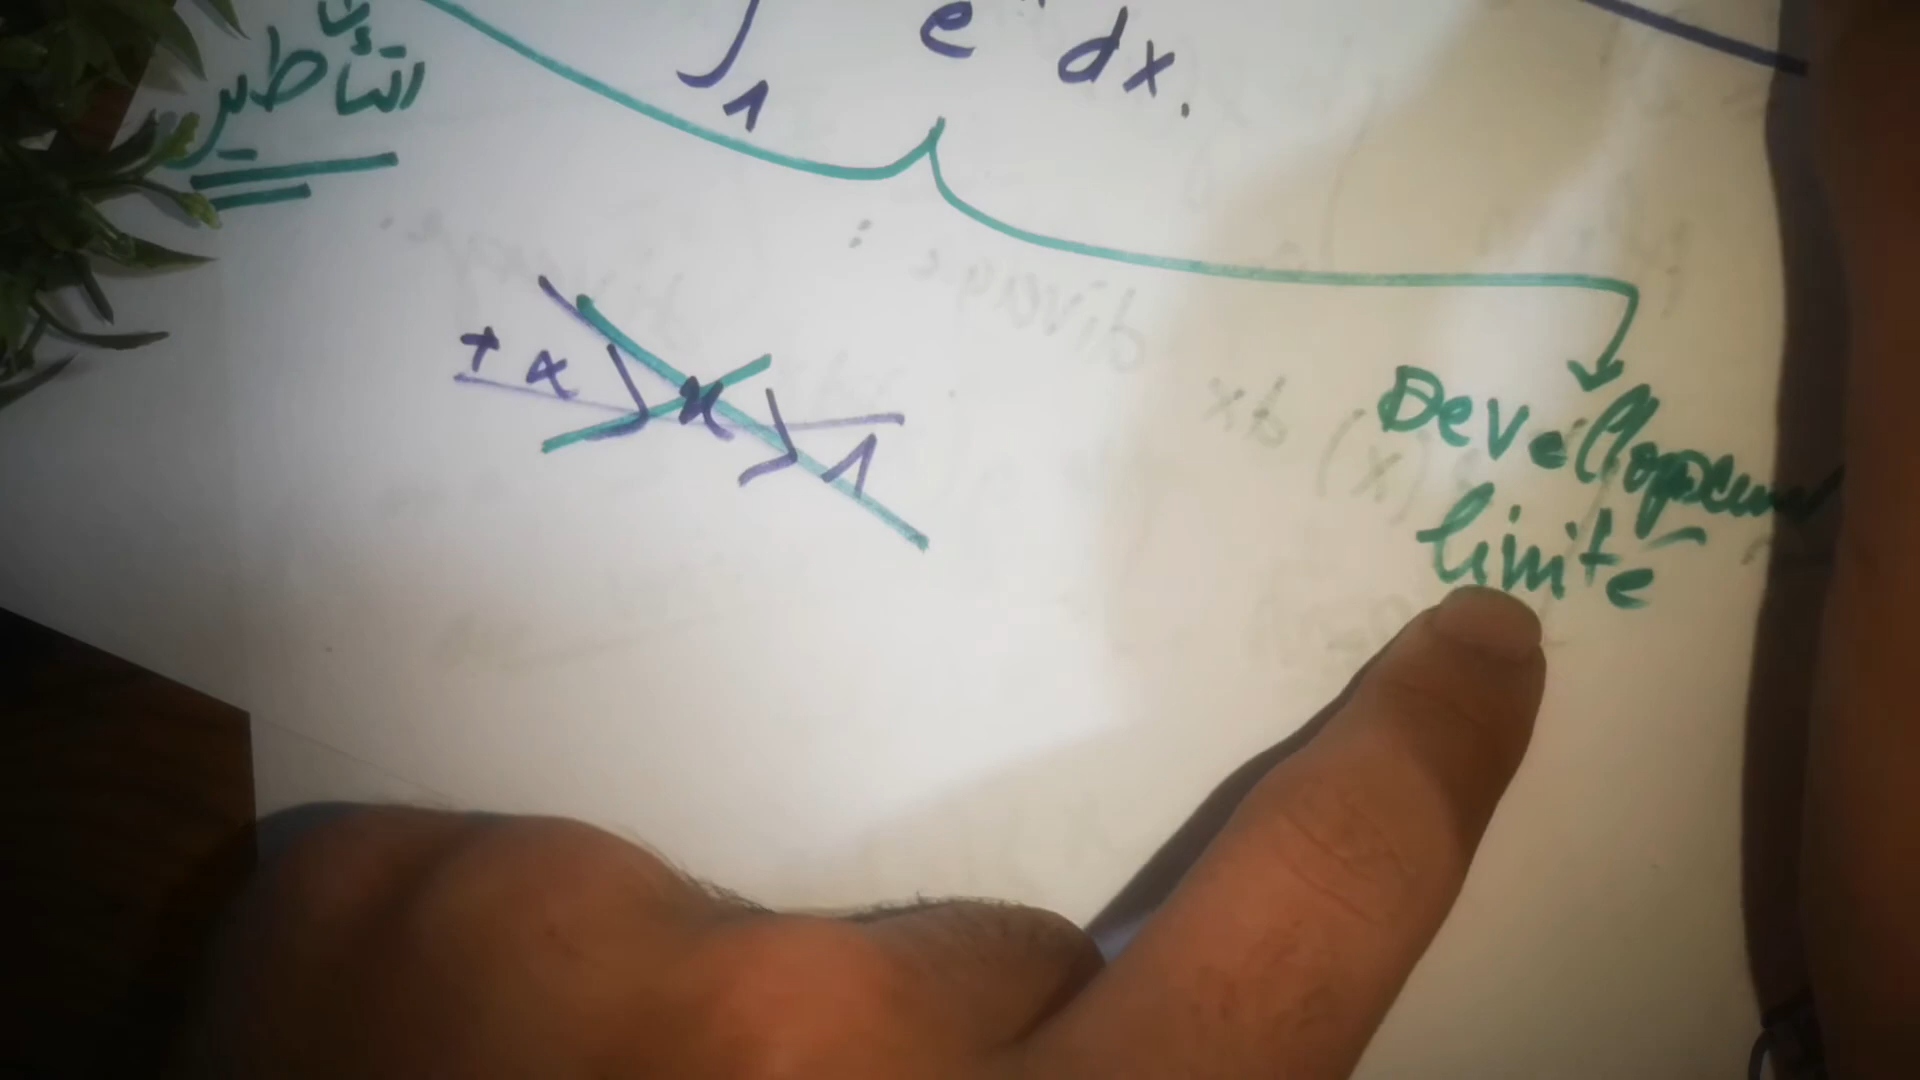 التأطير
∫₁ e dx.
+∝ > x > 1
Developpement
limité